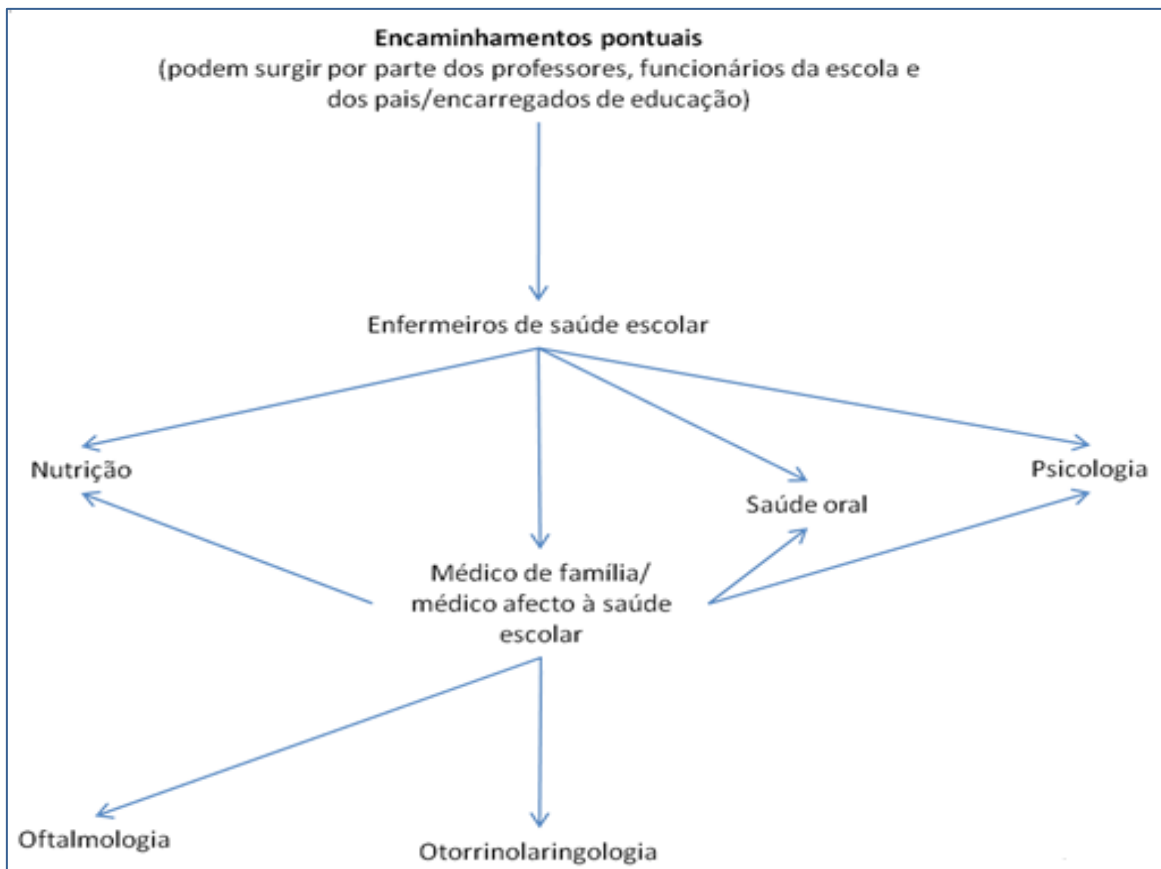 Encaminhamentos pontuais
(podem surgir por parte dos professores, funcionários da escola e
dos pais/encarregados de educação)
Enfermeiros de saúde escolar
Nutrição
Psicologia
Saúde oral
Médico de família/
médico afecto à saúde
escolar
Oftalmologia
Otorrinolaringologia